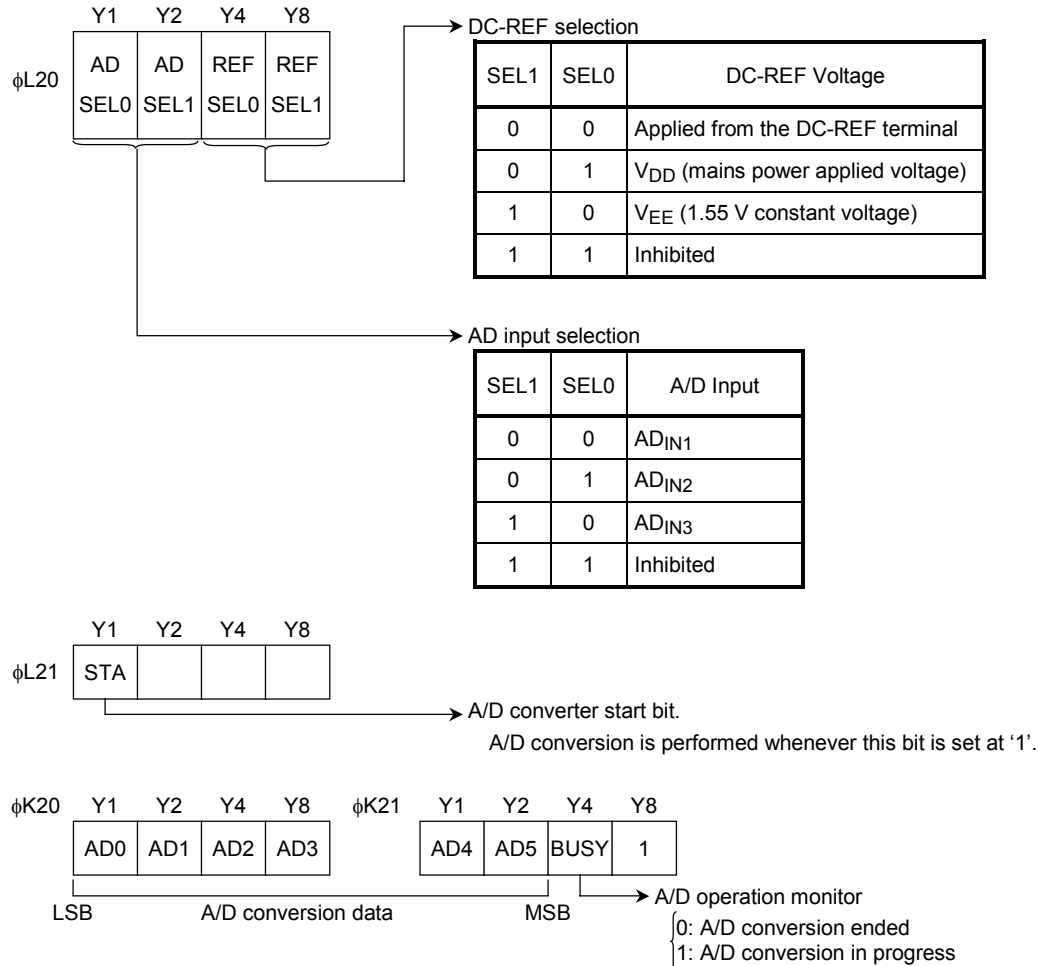 Y1 Y2 Y4 Y8
φL20 AD SEL0 AD SEL1 REF SEL0 REF SEL1
DC-REF selection
SEL1 SEL0 DC-REF Voltage
0 0 Applied from the DC-REF terminal
0 1 VDD (mains power applied voltage)
1 0 VEE (1.55 V constant voltage)
1 1 Inhibited
AD input selection
SEL1 SEL0 A/D Input
0 0 ADIN1
0 1 ADIN2
1 0 ADIN3
1 1 Inhibited
Y1 Y2 Y4 Y8
φL21 STA
A/D converter start bit.
A/D conversion is performed whenever this bit is set at ‘1’.
φK20 Y1 Y2 Y4 Y8 φK21 Y1 Y2 Y4 Y8
AD0 AD1 AD2 AD3 AD4 AD5 BUSY 1
LSB A/D conversion data MSB
A/D operation monitor
0: A/D conversion ended
1: A/D conversion in progress